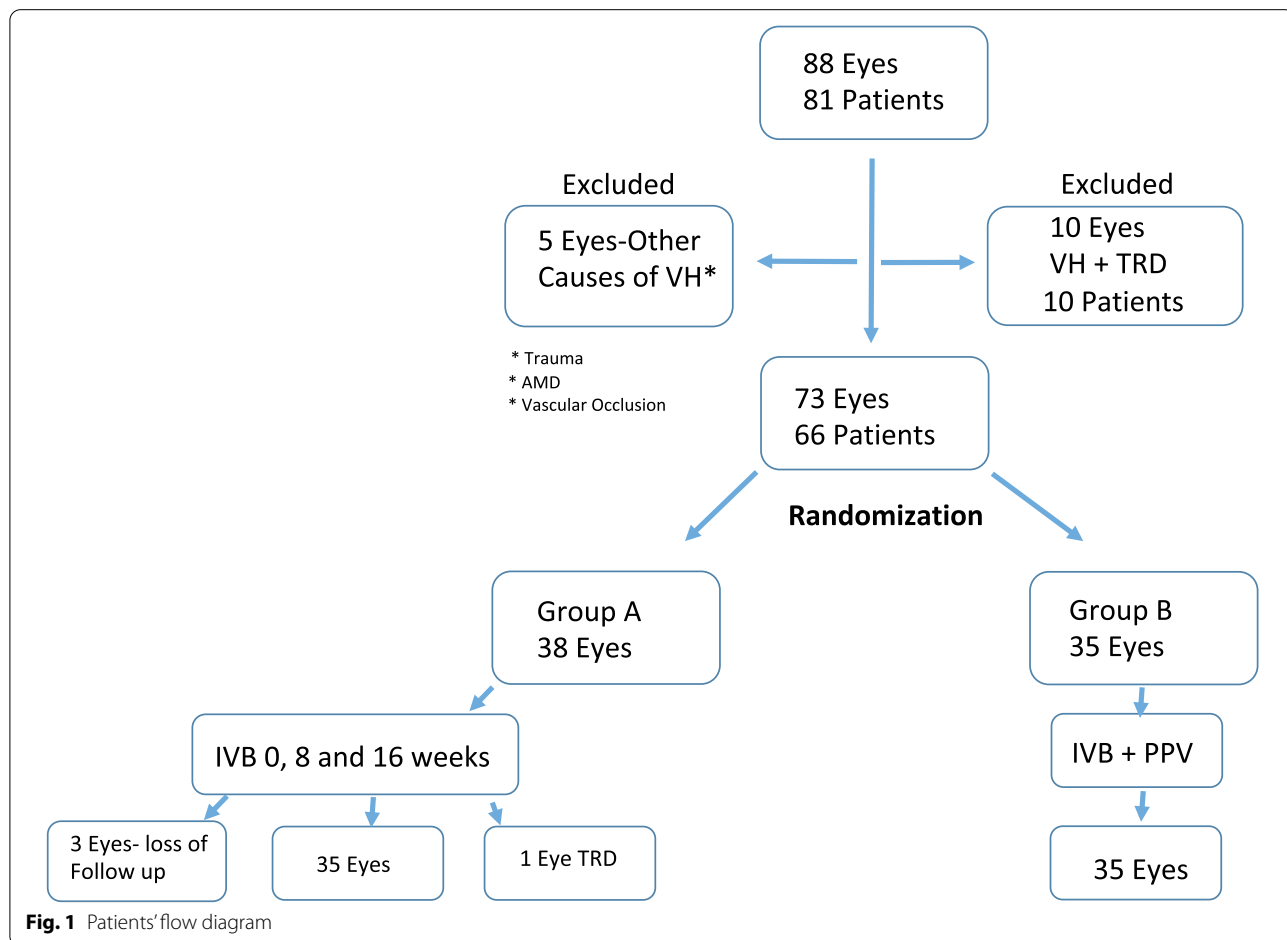 88 Eyes
81 Patients
Excluded
5 Eyes-Other
Causes of VH*
* Trauma
* AMD
* Vascular Occlusion
Excluded
10 Eyes
VH + TRD
10 Patients
73 Eyes
66 Patients
Randomization
Group A
38 Eyes
Group B
35 Eyes
IVB 0, 8 and 16 weeks
IVB + PPV
3 Eyes- loss of
Follow up
35 Eyes
1 Eye TRD
35 Eyes
Fig. 1 Patients' flow diagram